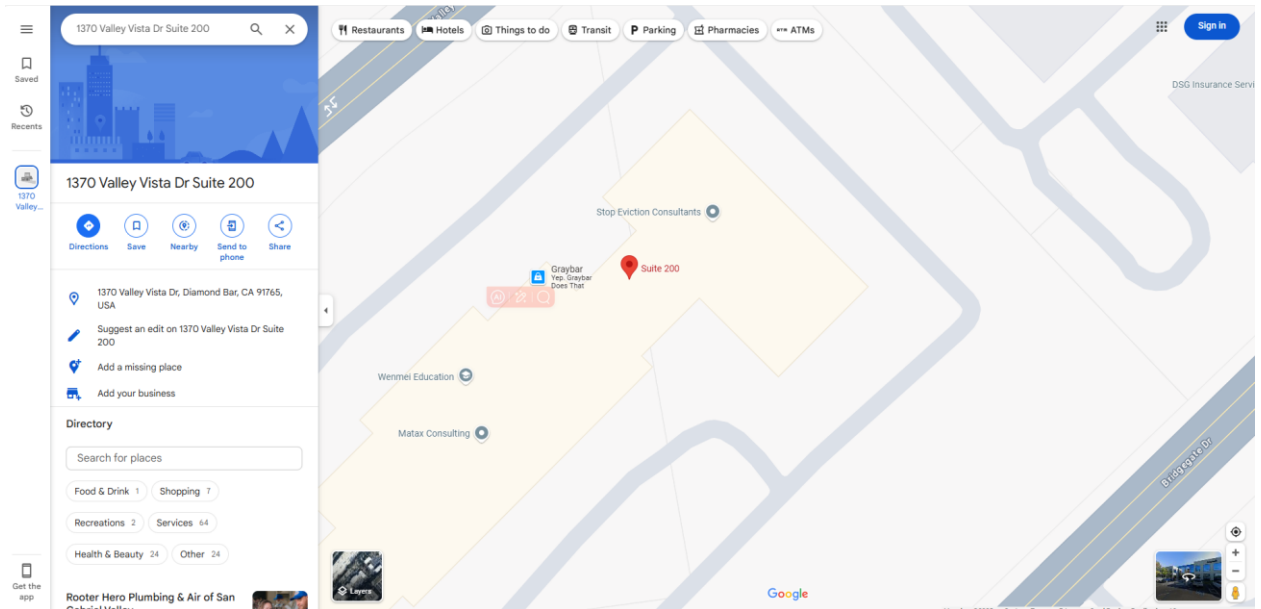 1370 Valley Vista Dr Suite 200
Restaurants
Hotels
Things to do
Transit
Parking
Pharmacies
ATMs
Sign in
Saved
Recents
1370
Valley...
Get the
app
1370 Valley Vista Dr Suite 200
Directions
Save
Nearby
Send to
phone
Share
1370 Valley Vista Dr, Diamond Bar, CA 91765,
USA
Suggest an edit on 1370 Valley Vista Dr Suite
200
Add a missing place
Add your business
Directory
Search for places
Food & Drink 1
Shopping 7
Recreations 2
Services 64
Health & Beauty 24
Other 24
Rooter Hero Plumbing & Air of San
Gabriel Valley
Valley
DSG Insurance Servi
Stop Eviction Consultants
Graybar
Yep. Graybar
Does That
Suite 200
AI
Wenmei Education
Matax Consulting
Bridgegate Dr
Layers
Google